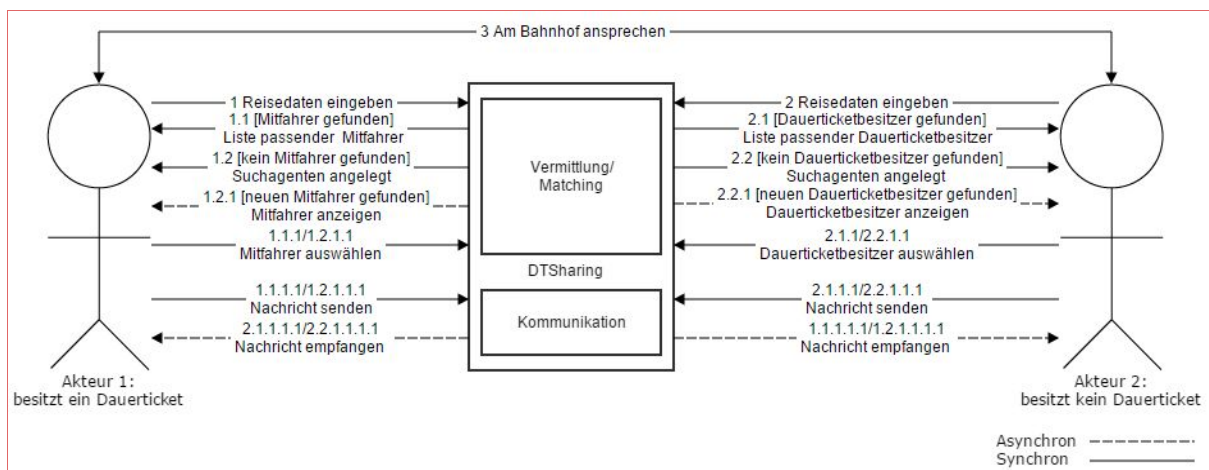 3 Am Bahnhof ansprechen
1 Reisedaten eingeben
1.1 [Mitfahrer gefunden]
Liste passender Mitfahrer
1.2 [kein Mitfahrer gefunden]
Suchagenten angelegt
1.2.1 [neuen Mitfahrer gefunden]
Mitfahrer anzeigen
1.1.1/1.2.1.1
Mitfahrer auswählen
1.1.1.1/1.2.1.1.1
Nachricht senden
2.1.1.1.1/2.2.1.1.1.1
Nachricht empfangen
Vermittlung/
Matching
DTSharing
Kommunikation
2 Reisedaten eingeben
2.1 [Dauerticketbesitzer gefunden]
Liste passender Dauerticketbesitzer
2.2 [kein Dauerticketbesitzer gefunden]
Suchagenten angelegt
2.2.1 [neuen Dauerticketbesitzer gefunden]
Dauerticketbesitzer anzeigen
2.1.1/2.2.1.1
Dauerticketbesitzer auswählen
2.1.1.1/2.2.1.1.1
Nachricht senden
1.1.1.1.1/1.2.1.1.1.1
Nachricht empfangen
Akteur 1:
besitzt ein Dauerticket
Akteur 2:
besitzt kein Dauerticket
Asynchron
Synchron